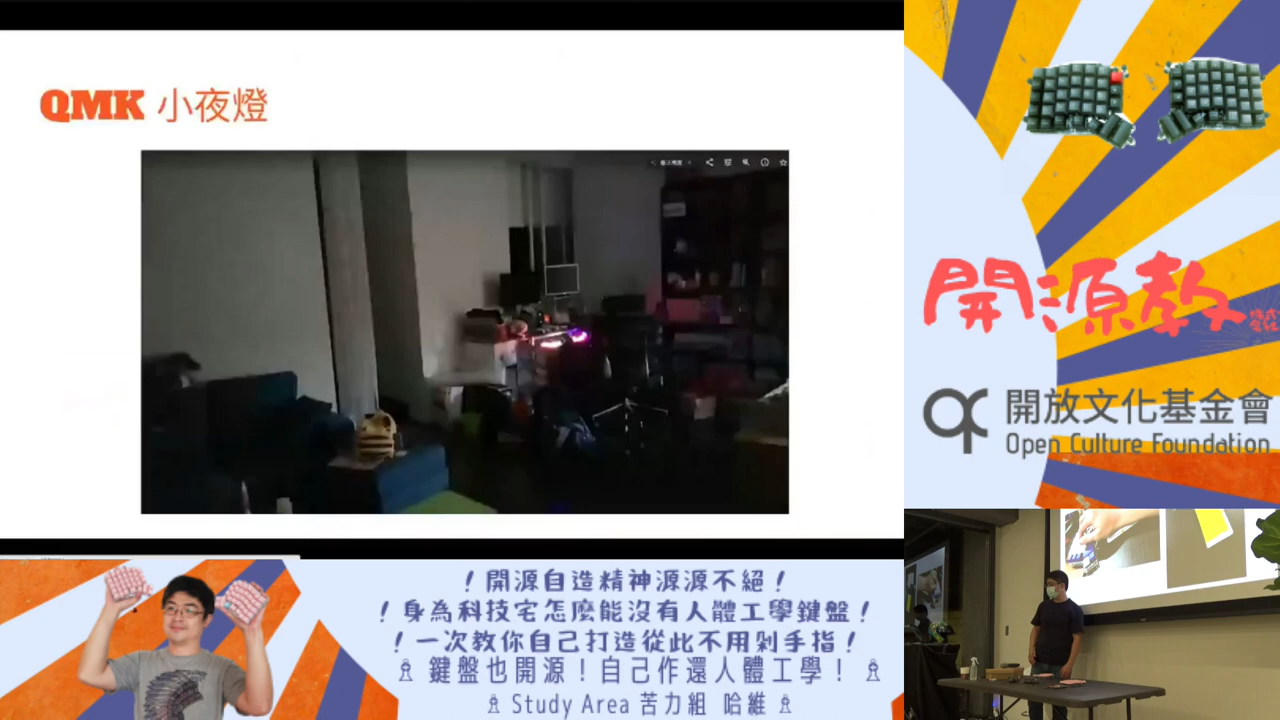 QMK 小夜燈
開源教
株式
会社
開放文化基金會
Open Culture Foundation
！開源自造精神源源不絕！
！身為科技宅怎麼能沒有人體工學鍵盤！
！一次教你自己打造從此不用剁手指！
鍵盤也開源！自己作還人體工學！
Study Area 苦力組 哈維